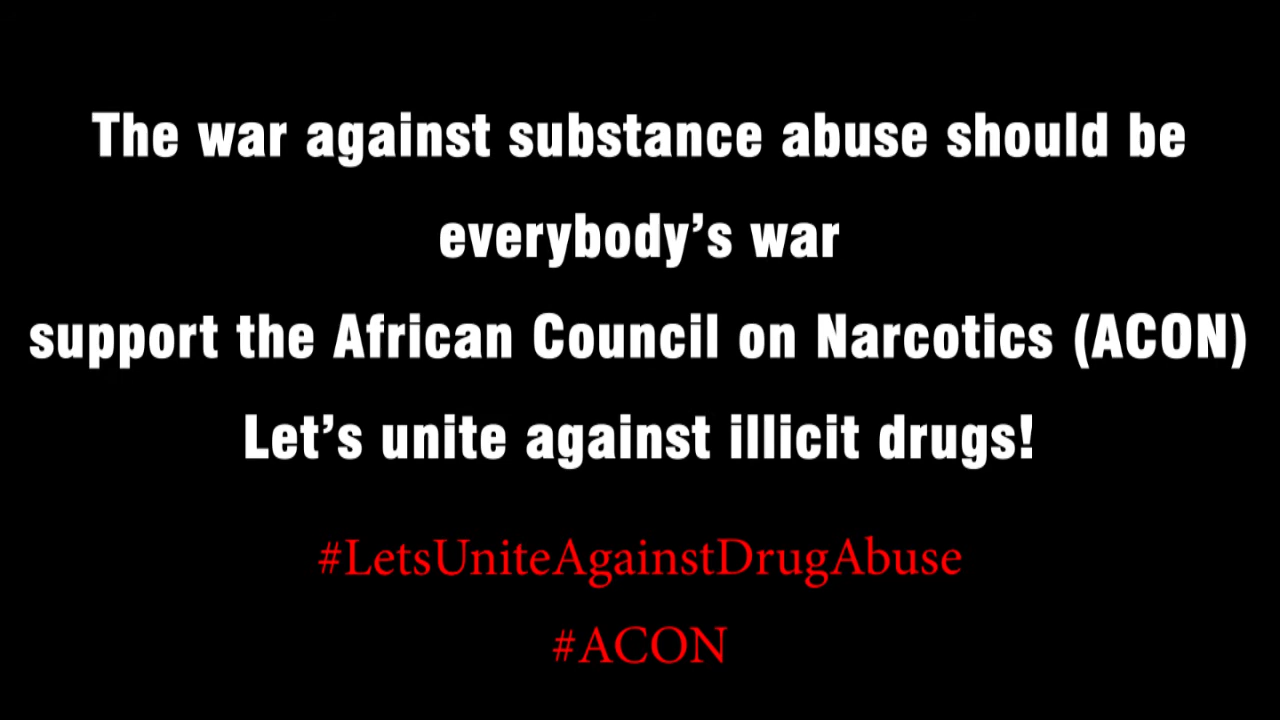 The war against substance abuse should be
everybody’s war
support the African Council on Narcotics (ACON)
Let’s unite against illicit drugs!
#LetsUniteAgainstDrugAbuse
#ACON